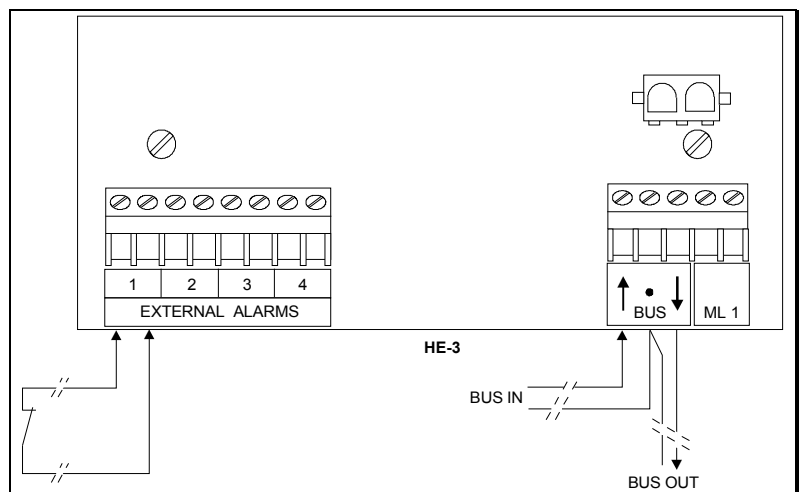 1 2 3 4
EXTERNAL ALARMS
BUS
ML 1
HE-3
BUS IN
BUS OUT